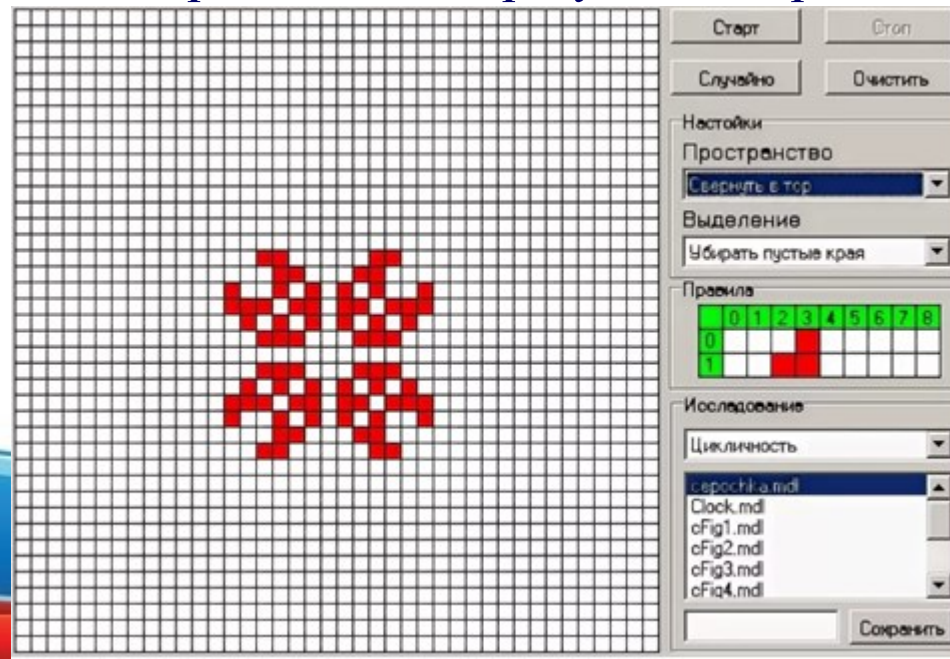 Старт
Стоп
Случайно
Очистить
Настойки
Пространство
Свернуть в тор
Выделение
Убирать пустые края
Правила
0 1 2 3 4 5 6 7 8
0
1
Исследование
Цикличность
cepochka.mdl
Clock.mdl
cFig1.mdl
cFig2.mdl
cFig3.mdl
cFig4.mdl
Сохранить